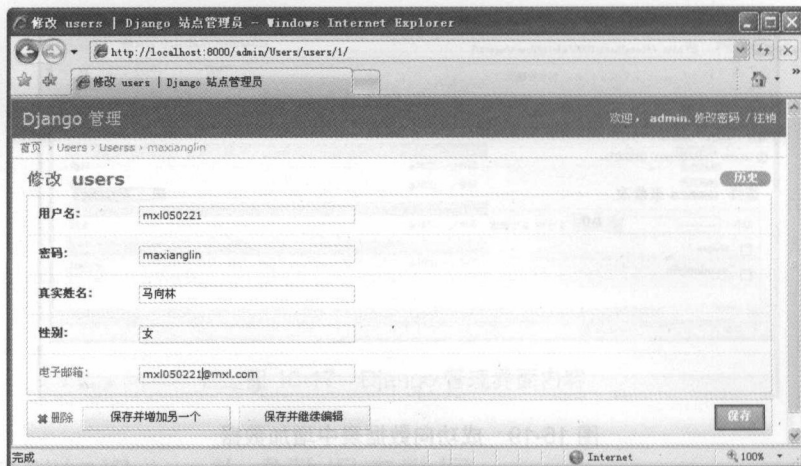 修改 users | Django 站点管理员 - Windows Internet Explorer
http://localhost:8000/admin/Users/users/1/
修改 users | Django 站点管理员
Django 管理
欢迎, admin. 修改密码 / 注销
首页 > Users > Userss > maxianglin
修改 users
历史
用户名: mxl050221
密码: maxianglin
真实姓名: 马向林
性别: 女
电子邮箱: mxl050221@mxl.com
删除 保存并增加另一个 保存并继续编辑 保存
完成 Internet 100%